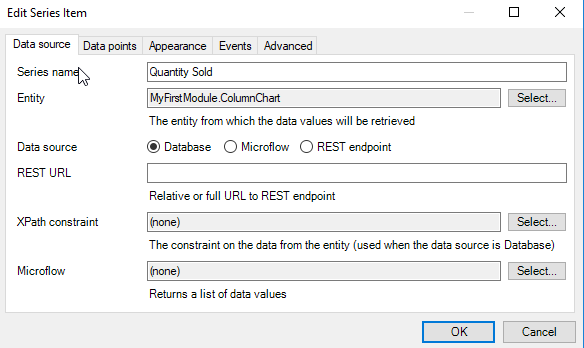 Edit Series Item
Data source Data points Appearance Events Advanced
Series name Quantity Sold
Entity MyFirstModule.ColumnChart Select...
The entity from which the data values will be retrieved
Data source Database Microflow REST endpoint
REST URL
Relative or full URL to REST endpoint
XPath constraint (none) Select...
The constraint on the data from the entity (used when the data source is Database)
Microflow (none) Select...
Returns a list of data values
OK Cancel